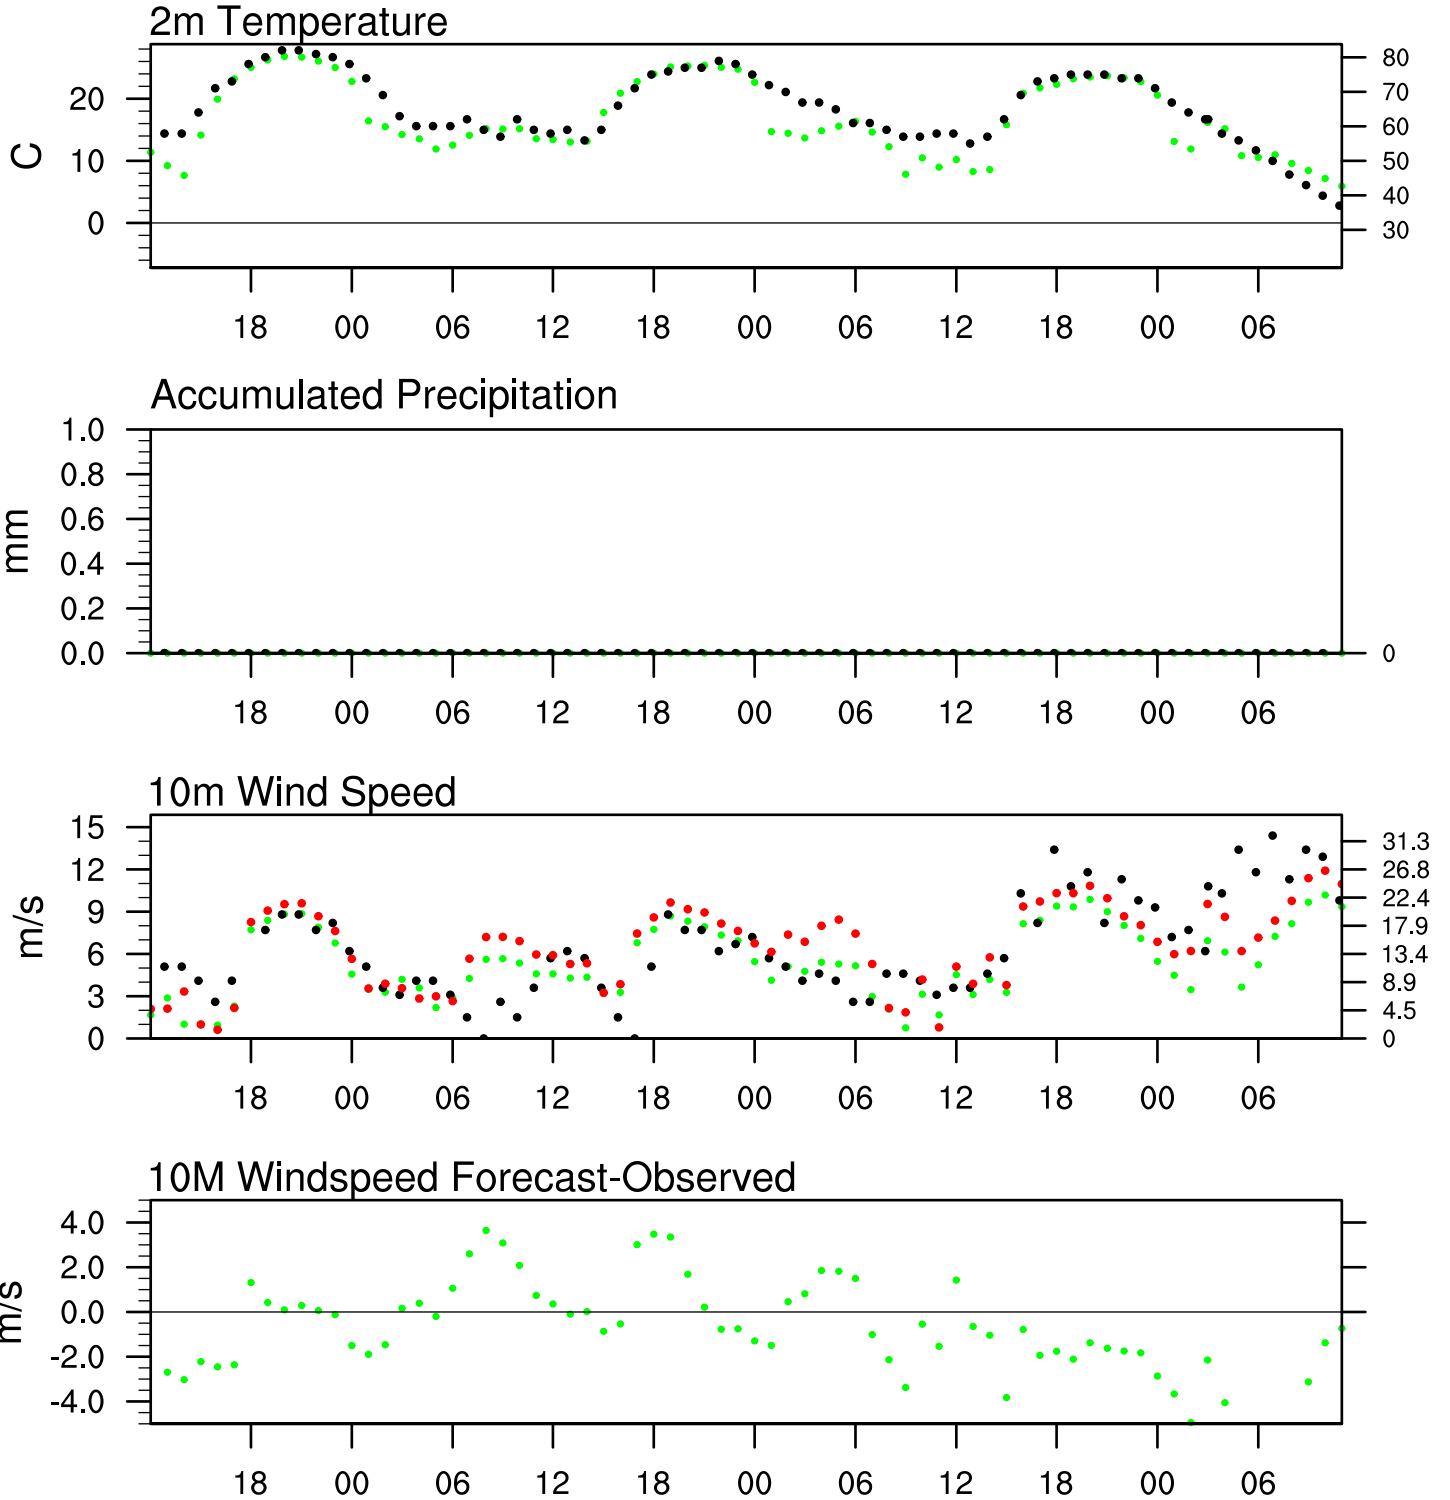 2m Temperature
C
20
10
0
80
70
60
50
40
30
18 00 06 12 18 00 06 12 18 00 06
Accumulated Precipitation
mm
1.0
0.8
0.6
0.4
0.2
0.0
0
18 00 06 12 18 00 06 12 18 00 06
10m Wind Speed
m/s
15
12
9
6
3
0
31.3
26.8
22.4
17.9
13.4
8.9
4.5
0
18 00 06 12 18 00 06 12 18 00 06
10M Windspeed Forecast-Observed
m/s
4.0
2.0
0.0
-2.0
-4.0
18 00 06 12 18 00 06 12 18 00 06